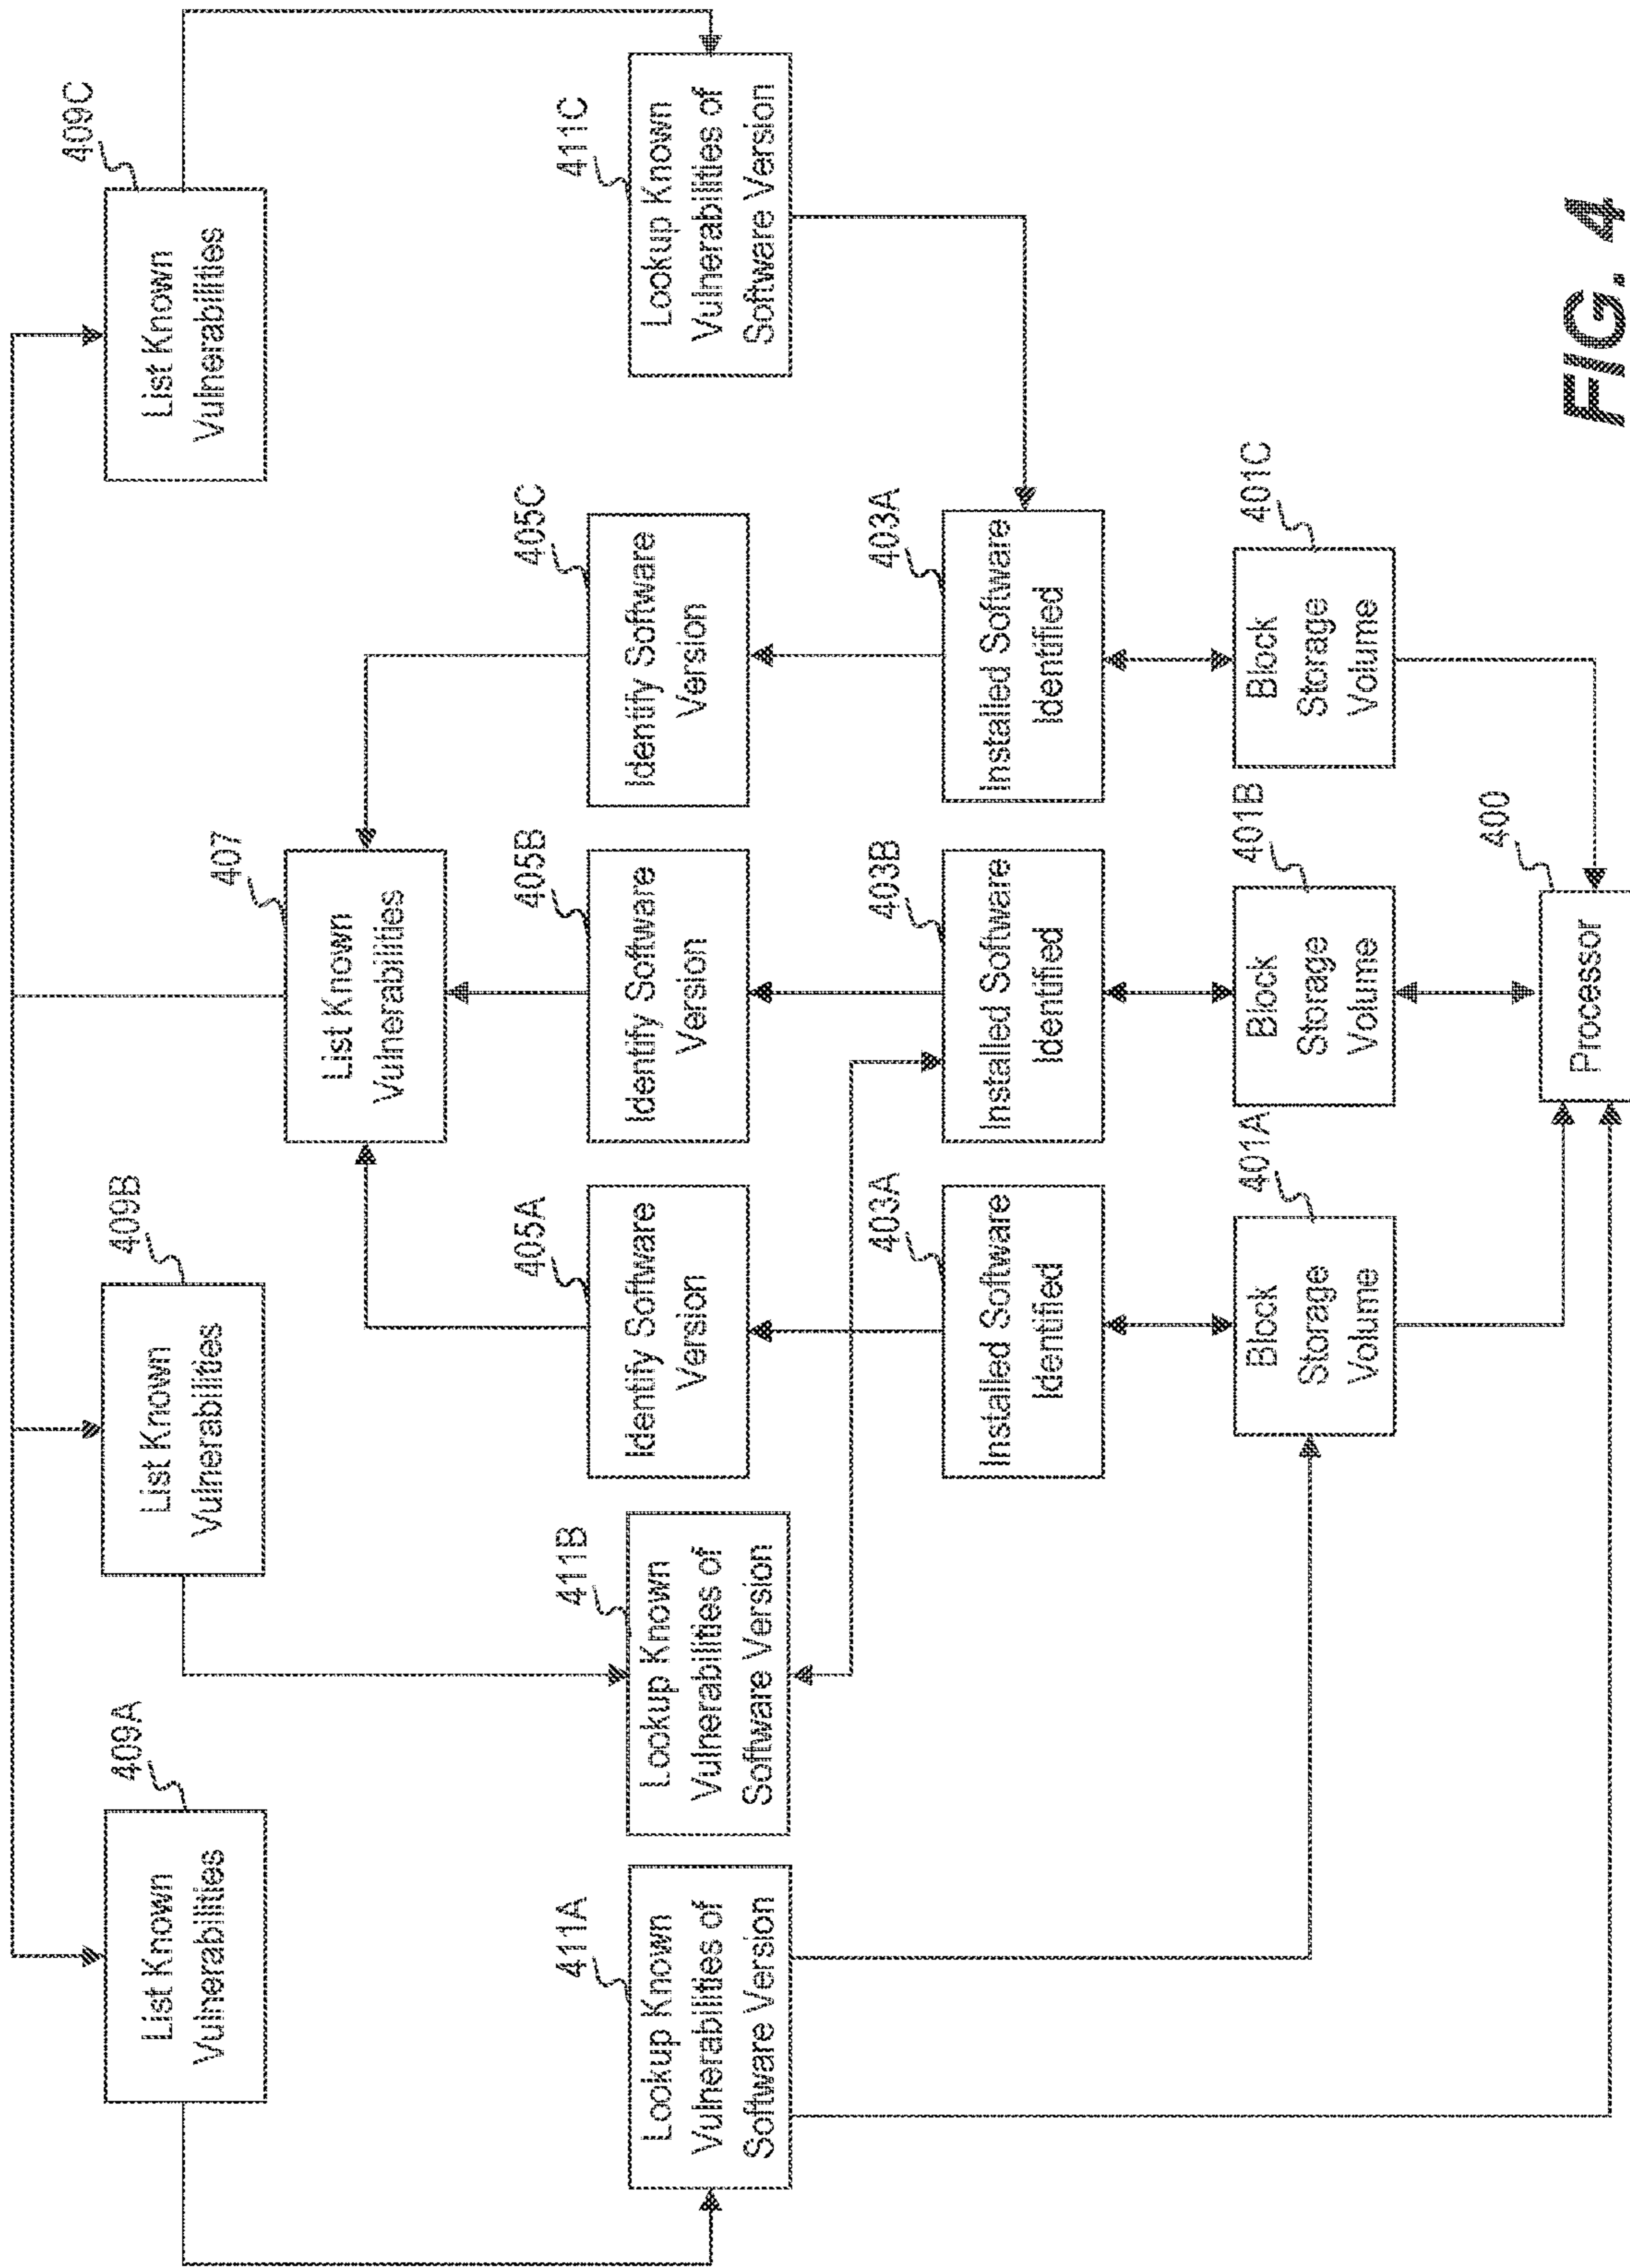 409A
List Known
Vulnerabilities
409B
List Known
Vulnerabilities
409C
List Known
Vulnerabilities
407
List Known
Vulnerabilities
411A
Lookup Known
Vulnerabilities of
Software Version
411B
Lookup Known
Vulnerabilities of
Software Version
405A
Identify Software
Version
405B
Identify Software
Version
405C
Identify Software
Version
411C
Lookup Known
Vulnerabilities of
Software Version
403A
Installed Software
Identified
403B
Installed Software
Identified
403A
Installed Software
Identified
401A
Block
Storage
Volume
401B
Block
Storage
Volume
401C
Block
Storage
Volume
400
Processor
FIG. 4